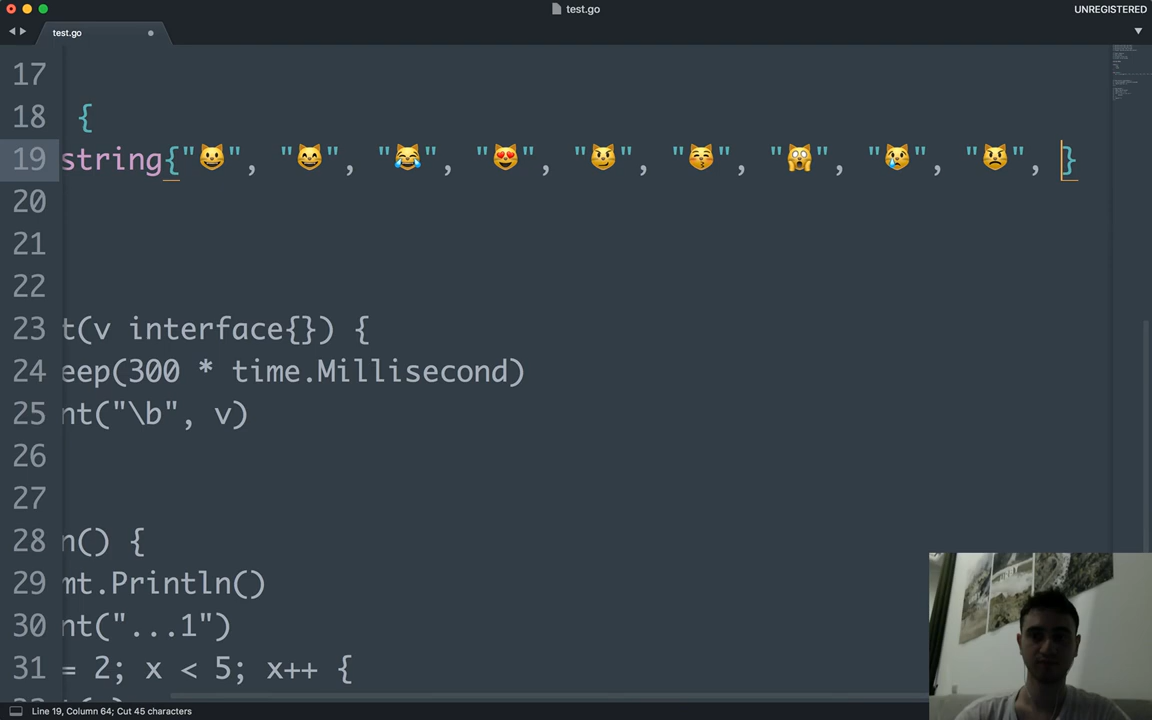 test.go
UNREGISTERED
test.go
17
18 {
19 string{"😺", "😸", "😹", "😻", "😼", "😽", "🙀", "😿", "😾", }
20
21
22
23 t(v interface{}) {
24 eep(300 * time.Millisecond)
25 nt("\b", v)
26
27
28 n() {
29 mt.Println()
30 nt("...1")
31 = 2; x < 5; x++ {
Line 19, Column 64; Cut 45 characters